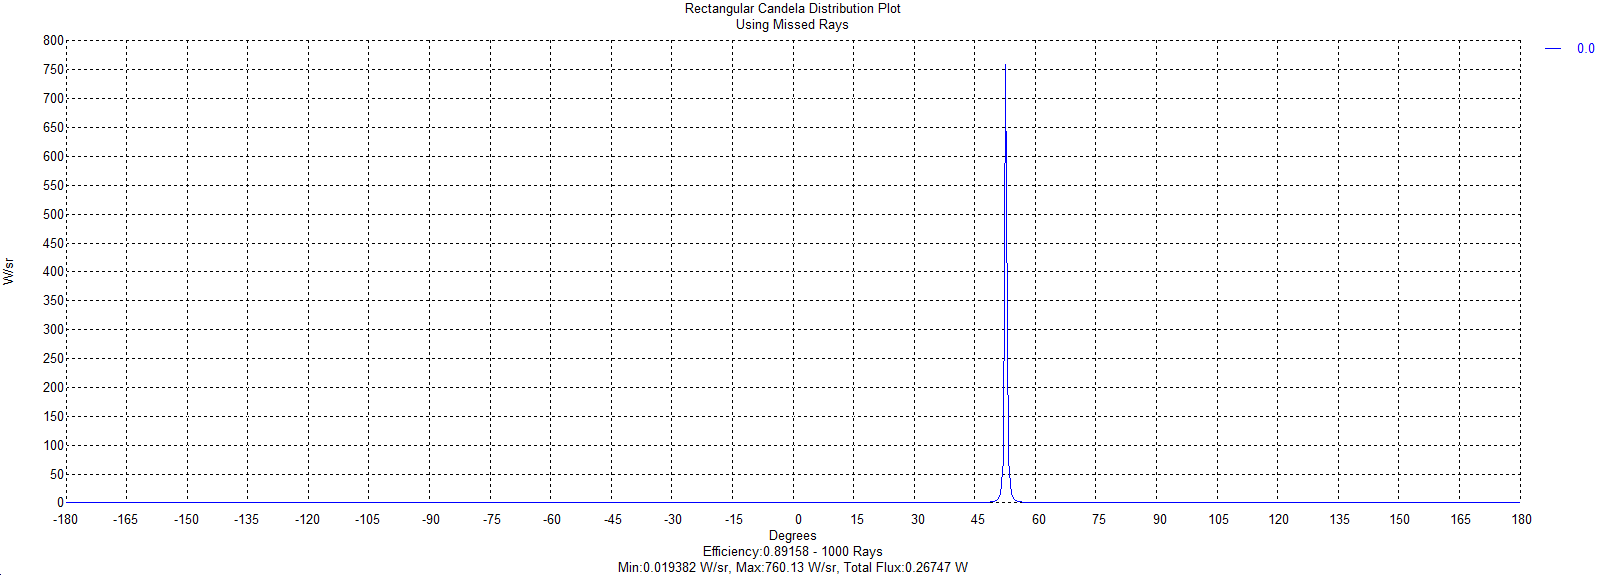 Rectangular Candela Distribution Plot
Using Missed Rays
800
750
700
650
600
550
500
450
400
350
300
250
200
150
100
50
0
W/sr
0.0
-180 -165 -150 -135 -120 -105 -90 -75 -60 -45 -30 -15 0 15 30 45 60 75 90 105 120 135 150 165 180
Degrees
Efficiency:0.89158 - 1000 Rays
Min:0.019382 W/sr, Max:760.13 W/sr, Total Flux:0.26747 W